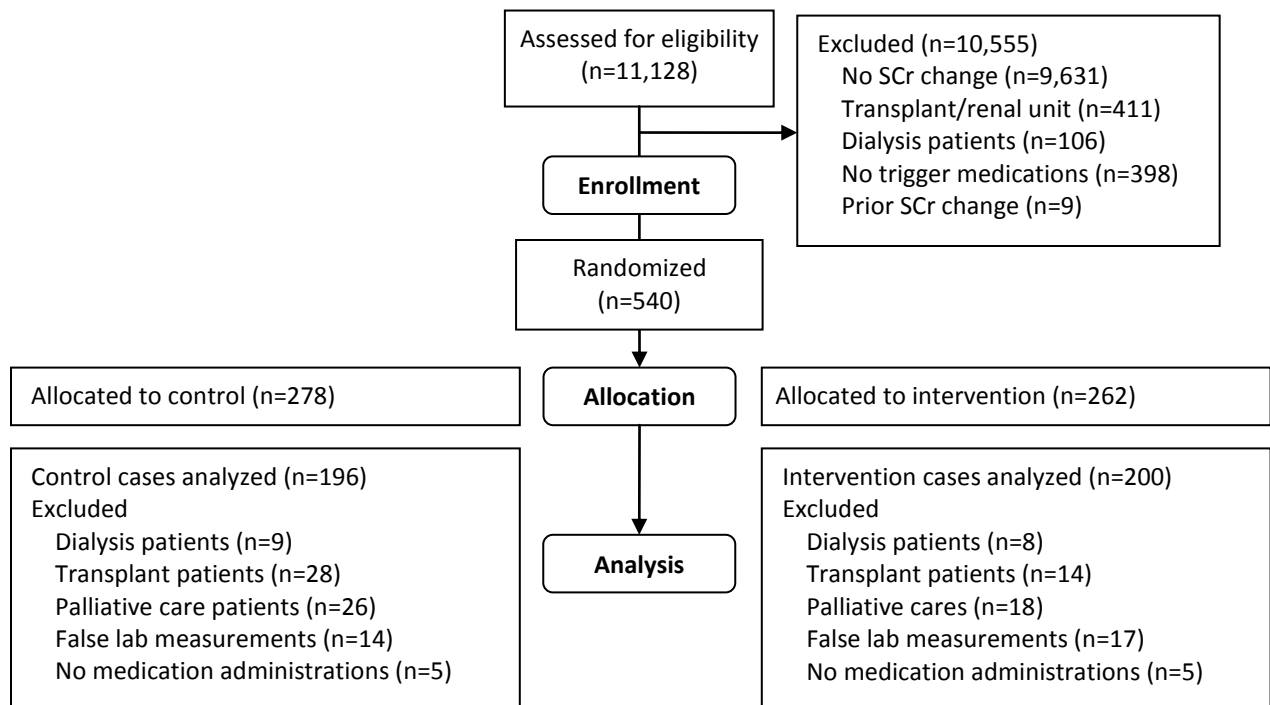 Assessed for eligibility
(n=11,128)
Excluded (n=10,555)
No SCr change (n=9,631)
Transplant/renal unit (n=411)
Dialysis patients (n=106)
No trigger medications (n=398)
Prior SCr change (n=9)
Enrollment
Randomized
(n=540)
Allocated to control (n=278)
Allocation
Allocated to intervention (n=262)
Control cases analyzed (n=196)
Excluded
Dialysis patients (n=9)
Transplant patients (n=28)
Palliative care patients (n=26)
False lab measurements (n=14)
No medication administrations (n=5)
Analysis
Intervention cases analyzed (n=200)
Excluded
Dialysis patients (n=8)
Transplant patients (n=14)
Palliative cares (n=18)
False lab measurements (n=17)
No medication administrations (n=5)